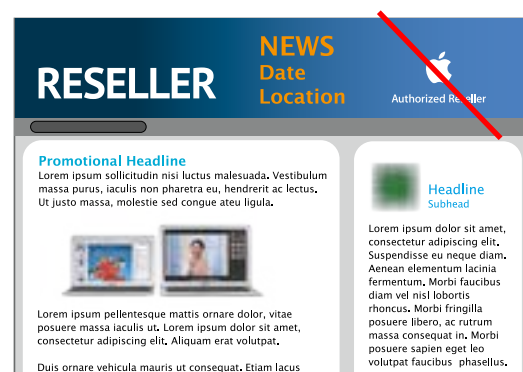 RESELLER
NEWS
Date
Location
Authorized Reseller
Promotional Headline
Lorem ipsum sollicitudin nisi luctus malesuada. Vestibulum
massa purus, iaculis non pharetra eu, hendrerit ac lectus.
Ut justo massa, molestie sed congue ateu ligula.
Lorem ipsum pellentesque mattis ornare dolor, vitae
posuere massa iaculis ut. Lorem ipsum dolor sit amet,
consectetur adipiscing elit. Aliquam erat volutpat.
Duis ornare vehicula mauris ut consequat. Etiam lacus
Headline
Subhead
Lorem ipsum dolor sit amet,
consectetur adipiscing elit.
Suspendisse eu neque diam.
Aenean elementum lacinia
fermentum. Morbi faucibus
diam vel nisl lobortis
rhoncus. Morbi fringilla
posuere libero, ac rutrum
massa consequat in. Morbi
posuere sapien eget leo
volutpat faucibus phasellus.